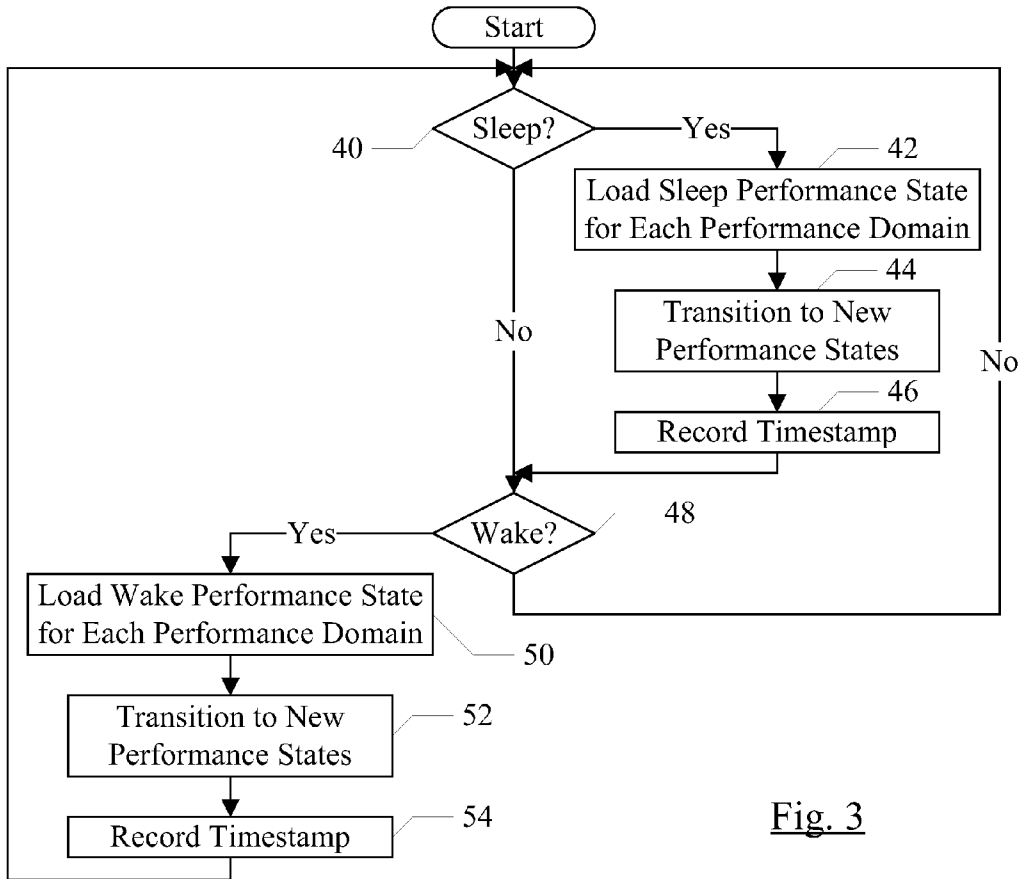 Start
Sleep?
40
Yes
42
Load Sleep Performance State
for Each Performance Domain
44
Transition to New
Performance States
No
No
46
Record Timestamp
48
Wake?
Yes
Load Wake Performance State
for Each Performance Domain
50
Transition to New
Performance States
52
Record Timestamp
54
Fig. 3